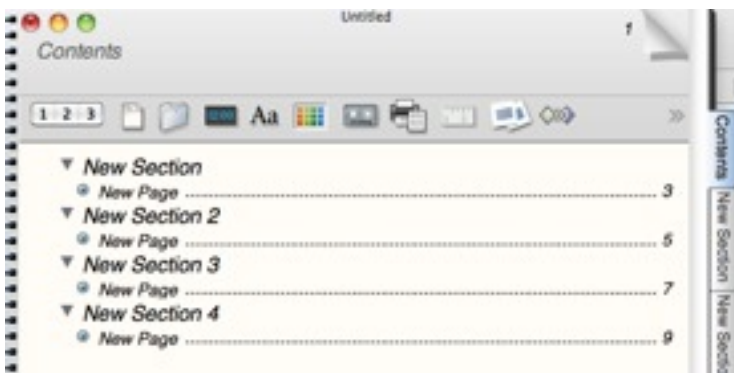 Untitled
1
Contents
1 2 3
Aa
New Section
New Page 3
New Section 2
New Page 5
New Section 3
New Page 7
New Section 4
New Page 9
Contents
New Section
New Sectio